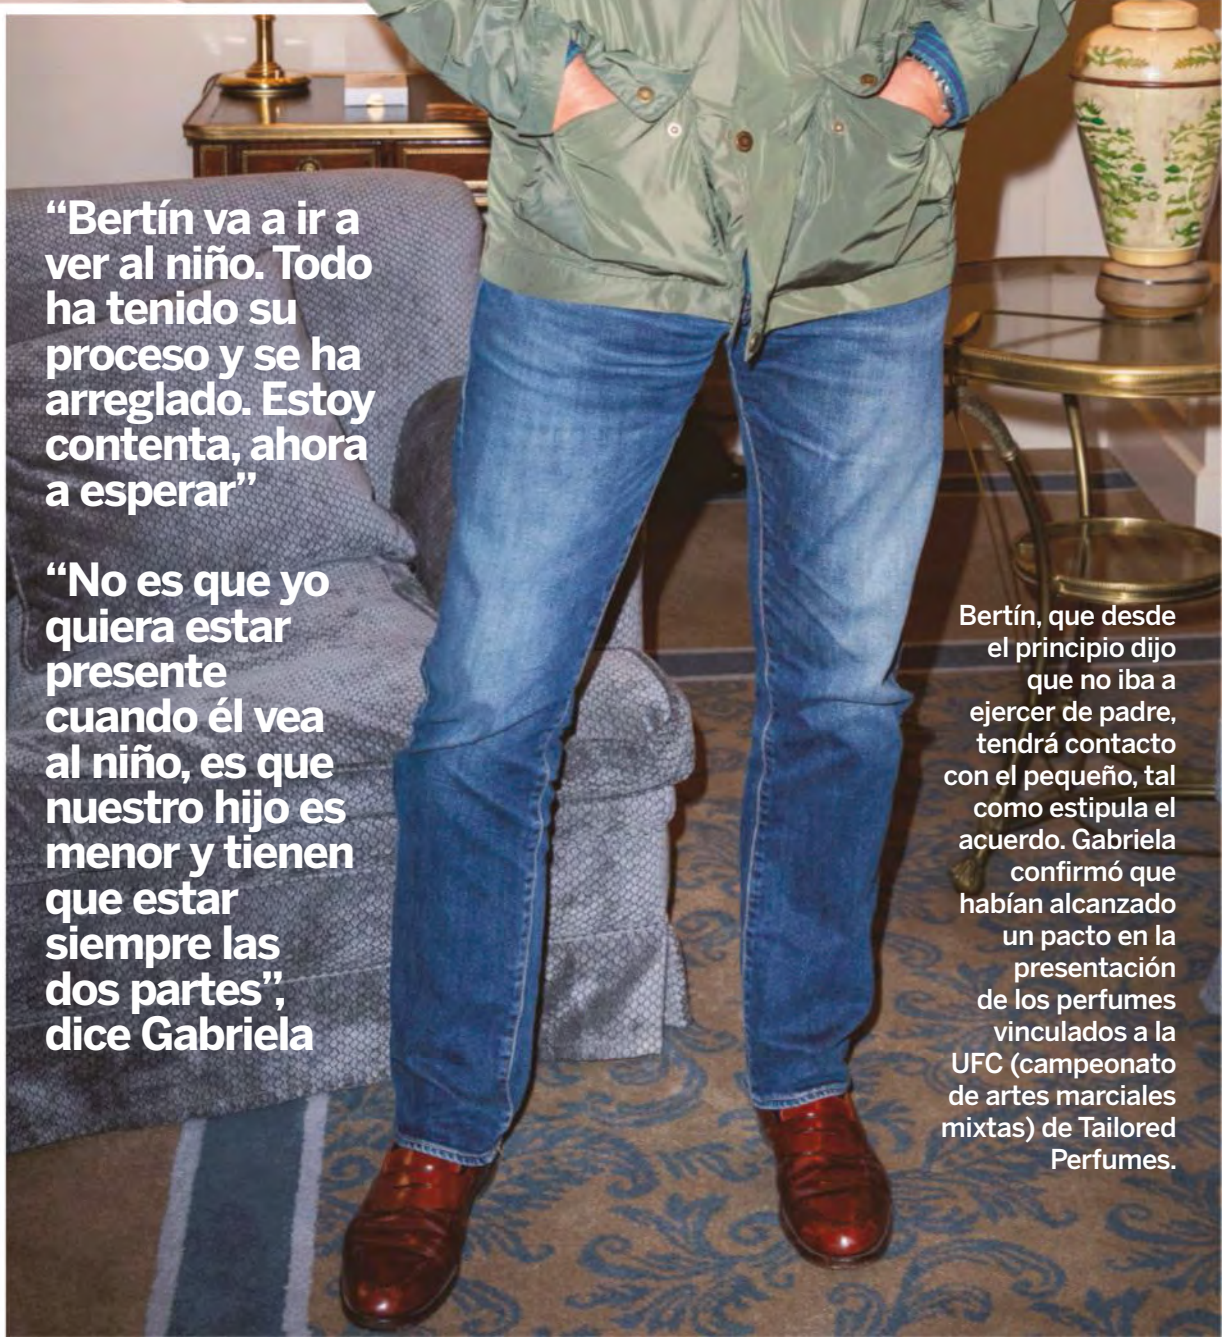 “Bertín va a ir a
ver al niño. Todo
ha tenido su
proceso y se ha
arreglado. Estoy
contenta, ahora
a esperar”
“No es que yo
quiera estar
presente
cuando él vea
al niño, es que
nuestro hijo es
menor y tienen
que estar
siempre las
dos partes”,
dice Gabriela
Bertín, que desde
el principio dijo
que no iba a
ejercer de padre,
tendrá contacto
con el pequeño, tal
como estipula el
acuerdo. Gabriela
confirmó que
habían alcanzado
un pacto en la
presentación
de los perfumes
vinculados a la
UFC (campeonato
de artes marciales
mixtas) de Tailored
Perfumes.